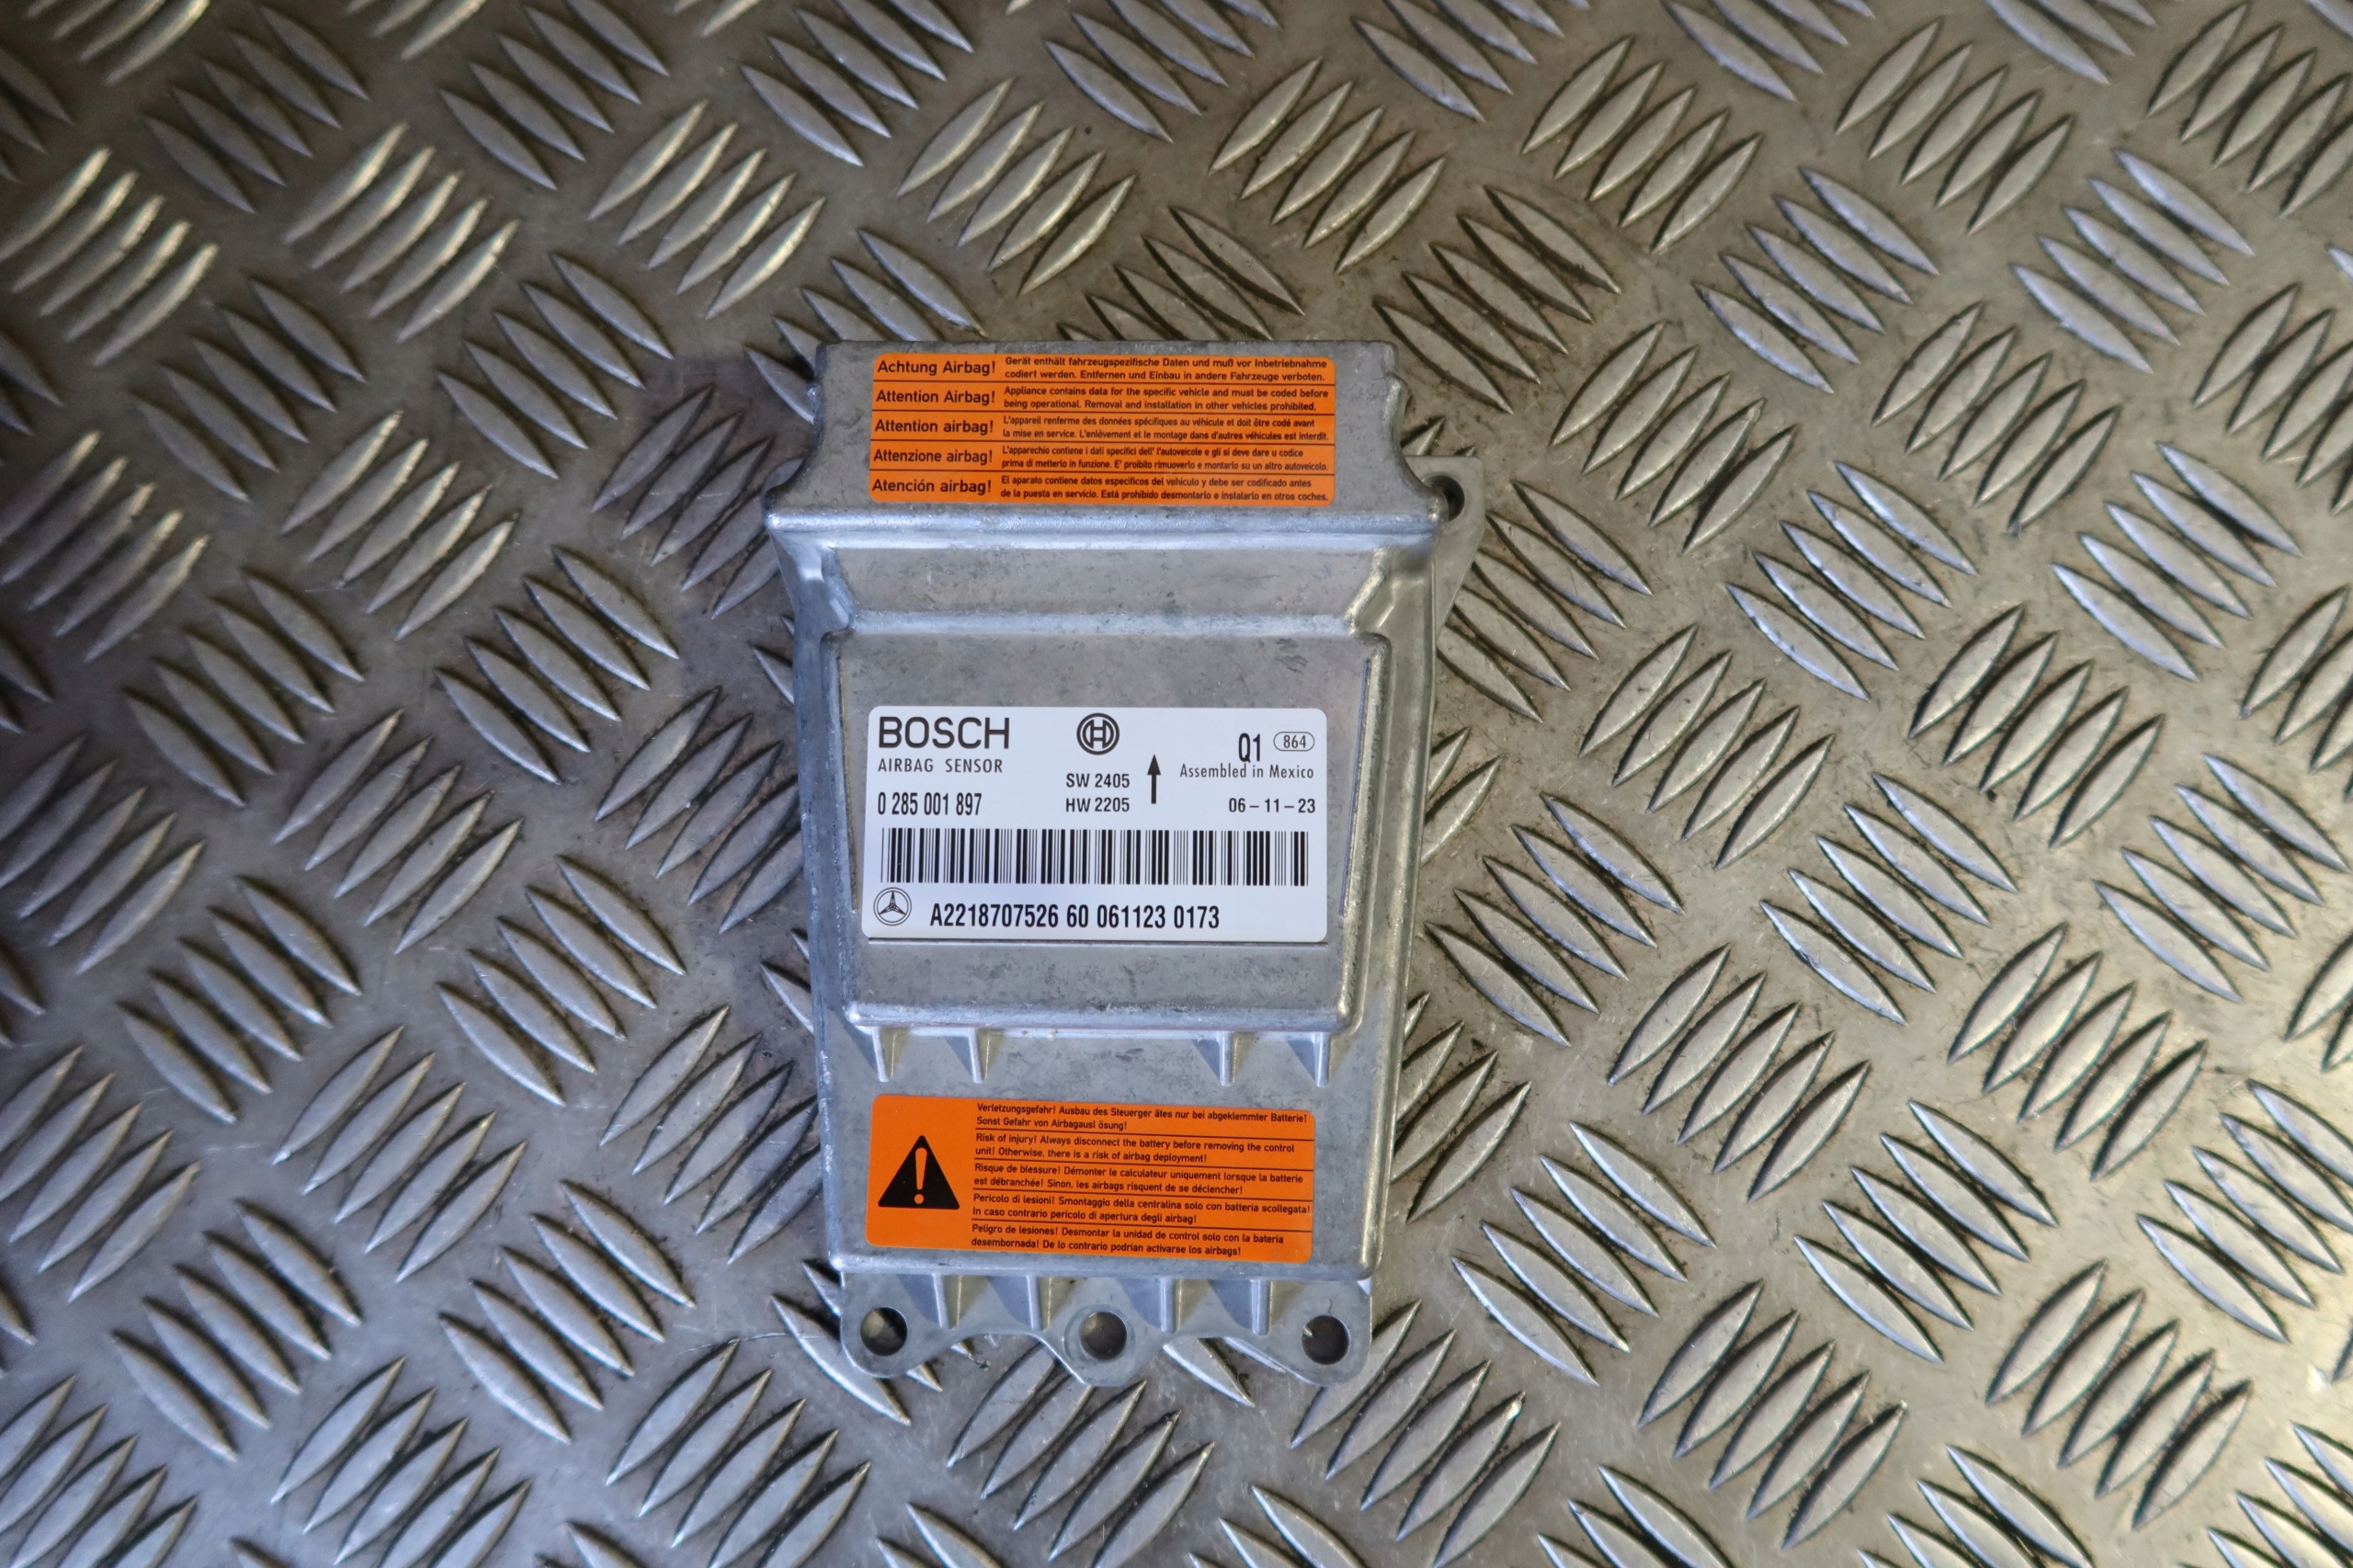 Achtung Airbag! Gerät enthält fahrzeugspezifische Daten und muß vor Inbetriebnahme
codiert werden. Entfernen und Einbau in andere Fahrzeuge verboten.
Attention Airbag! Appliance contains data for the specific vehicle and must be coded before
being operational. Removal and installation in other vehicles prohibited.
Attention airbag! L'appareil renferme des données spécifiques au véhicule et doit être codé avant
la mise en service. L'enlèvement et le montage dans d'autres véhicules est interdit.
Attenzione airbag! L'apparechio contiene i dati specifici dell' l'autoveicole e gli si deve dare u codice
prima di metterlo in funzione. E' proibito rimuoverlo e montarlo su un altro autoveicolo.
Atención airbag! El aparato contiene datos especificos del vehiculo y debe ser codificado antes
de la puesta en servicio. Está prohibido desmontarlo e instalarlo en otros coches.
BOSCH
AIRBAG SENSOR
Q1 864
Assembled in Mexico
SW 2405
0 285 001 897 HW 2205 06-11-23
A2218707526 60 061123 0173
Verletzungsgefahr! Ausbau des Steuerger ätes nur bei abgeklemmter Batterie!
Sonst Gefahr von Airbagausl ösung!
Risk of injury! Always disconnect the battery before removing the control
unit! Otherwise, there is a risk of airbag deployment!
Risque de blessure! Démonter le calculateur uniquement lorsque la batterie
est débranchée! Sinon, les airbags risquent de se déclencher!
Pericolo di lesioni! Smontaggio della centralina solo con batteria scollegata!
In caso contrario pericolo di apertura degli airbag!
Peligro de lesiones! Desmontar la unidad de control solo con la bateria
desembornada! De lo contrario podrian activarse los airbags!